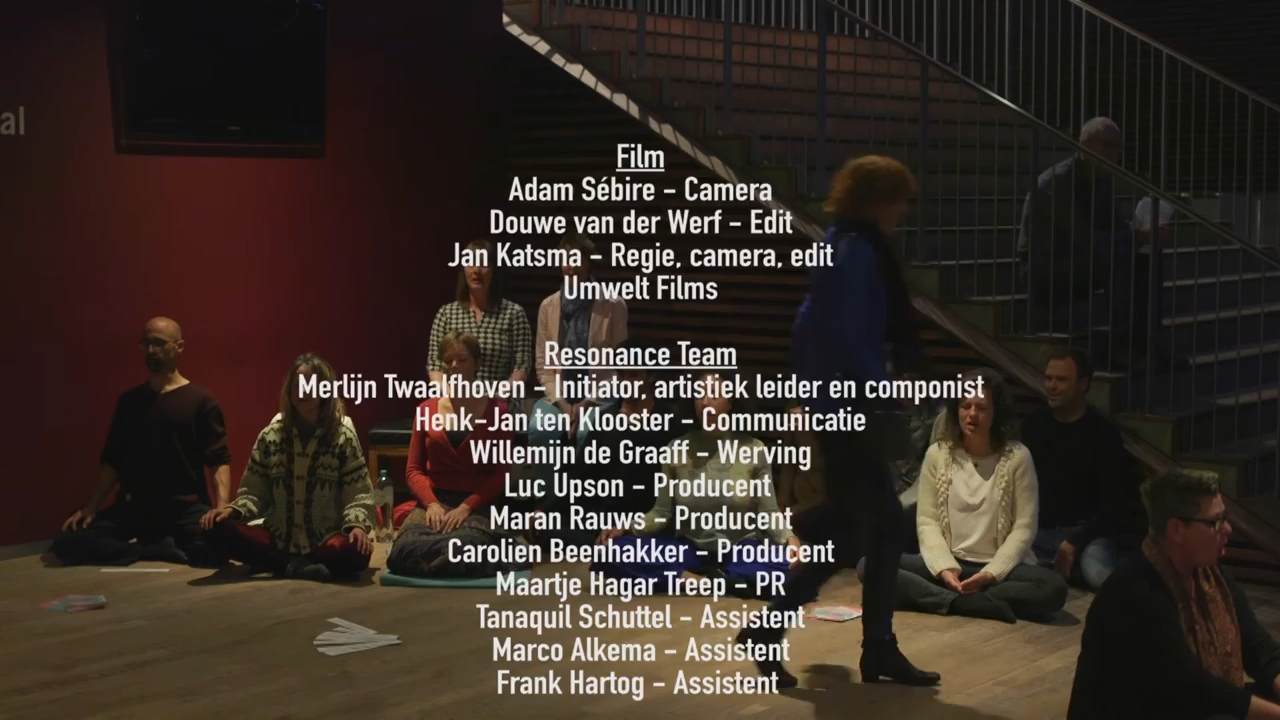 al
Film
Adam Sébire – Camera
Douwe van der Werf – Edit
Jan Katsma – Regie, camera, edit
Umwelt Films
Resonance Team
Merlijn Twaalfhoven – Initiator, artistiek leider en componist
Henk-Jan ten Klooster – Communicatie
Willemijn de Graaff – Werving
Luc Upson – Producent
Maran Rauws – Producent
Carolien Beenhakker – Producent
Maartje Hagar Treep – PR
Tanaquil Schuttel – Assistent
Marco Alkema – Assistent
Frank Hartog – Assistent